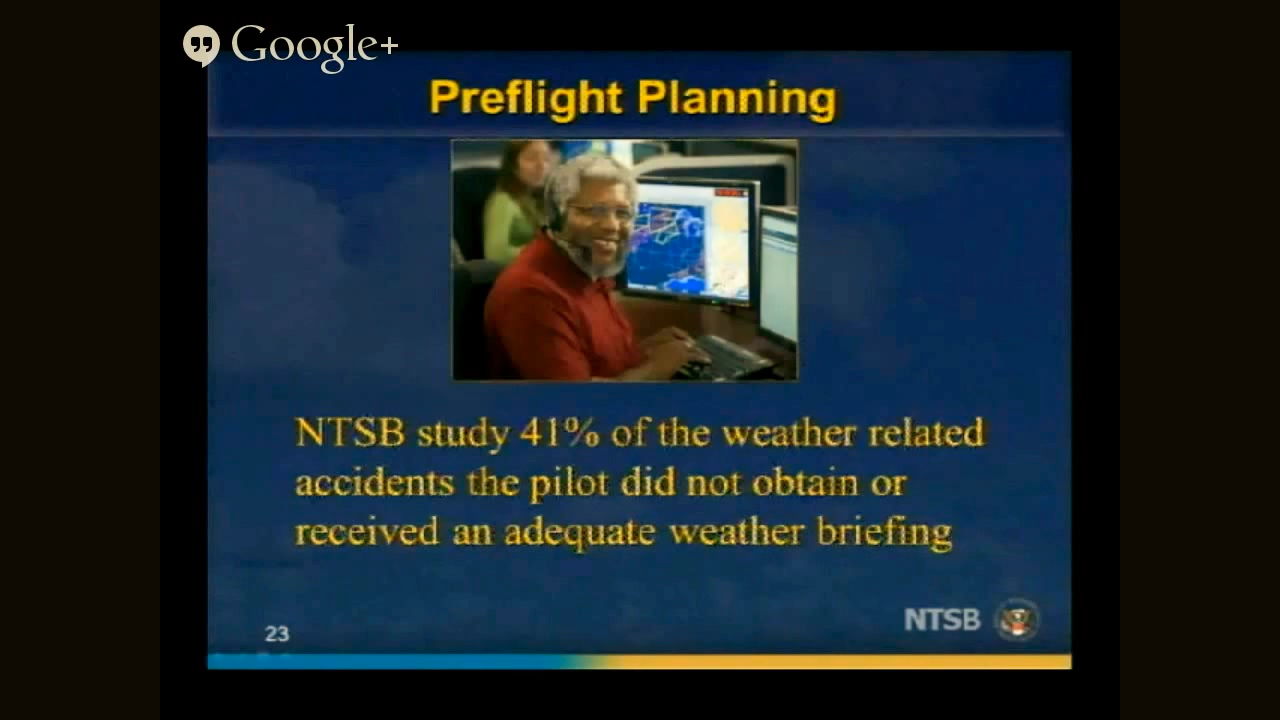 Google+
Preflight Planning
NTSB study 41% of the weather related
accidents the pilot did not obtain or
received an adequate weather briefing
NTSB
23